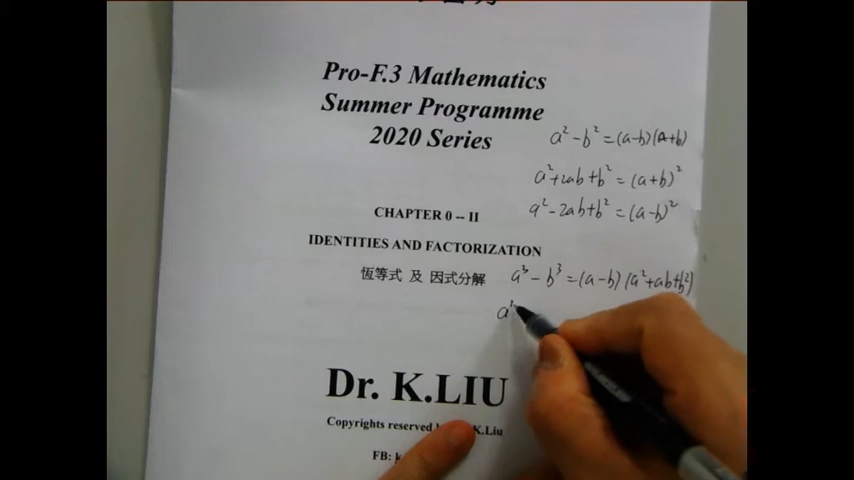 Pro-F.3 Mathematics
Summer Programme
2020 Series
a² - b² = (a-b)(a+b)
a² + 2ab + b² = (a+b)²
a² - 2ab + b² = (a-b)²
CHAPTER 0 -- II
IDENTITIES AND FACTORIZATION
恆等式 及 因式分解
a³ - b³ = (a-b)(a²+ab+b²)
a
Dr. K.LIU
Copyrights reserved K.Liu
FB: